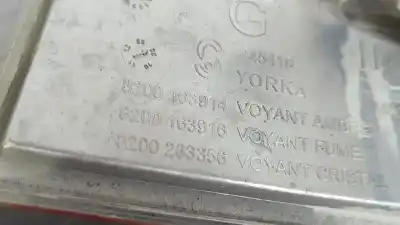 G
YORKA
8200 163914 VOYANT AMBRE
8200 163916 VOYANT FUME
8200 263356 VOYANT CRISTAL